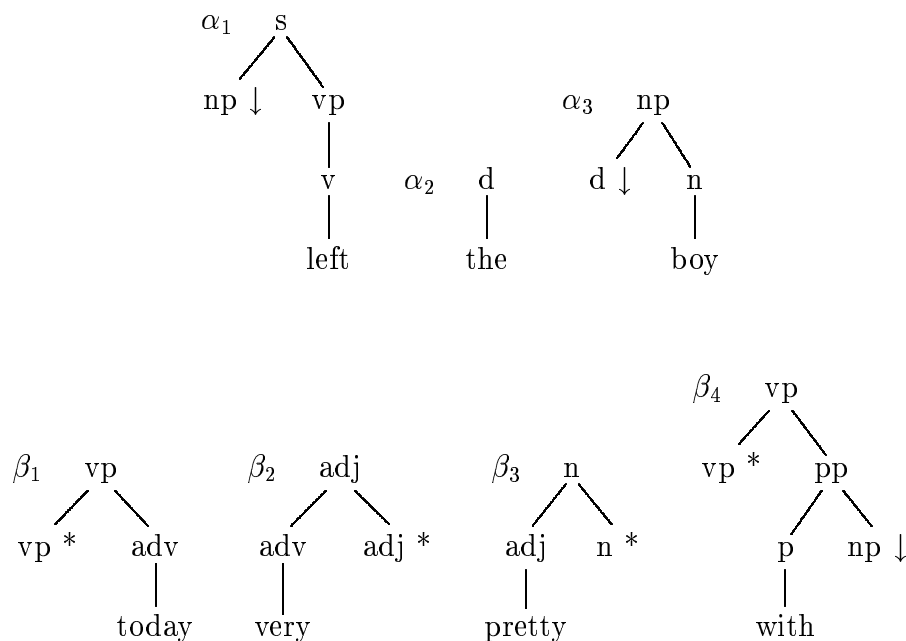 α₁ s
np ↓ vp α₃ np
v α₂ d d ↓ n
left the boy
β₄ vp
β₁ vp β₂ adj β₃ n vp * pp
vp * adv adv adj * adj n * p np ↓
today very pretty with